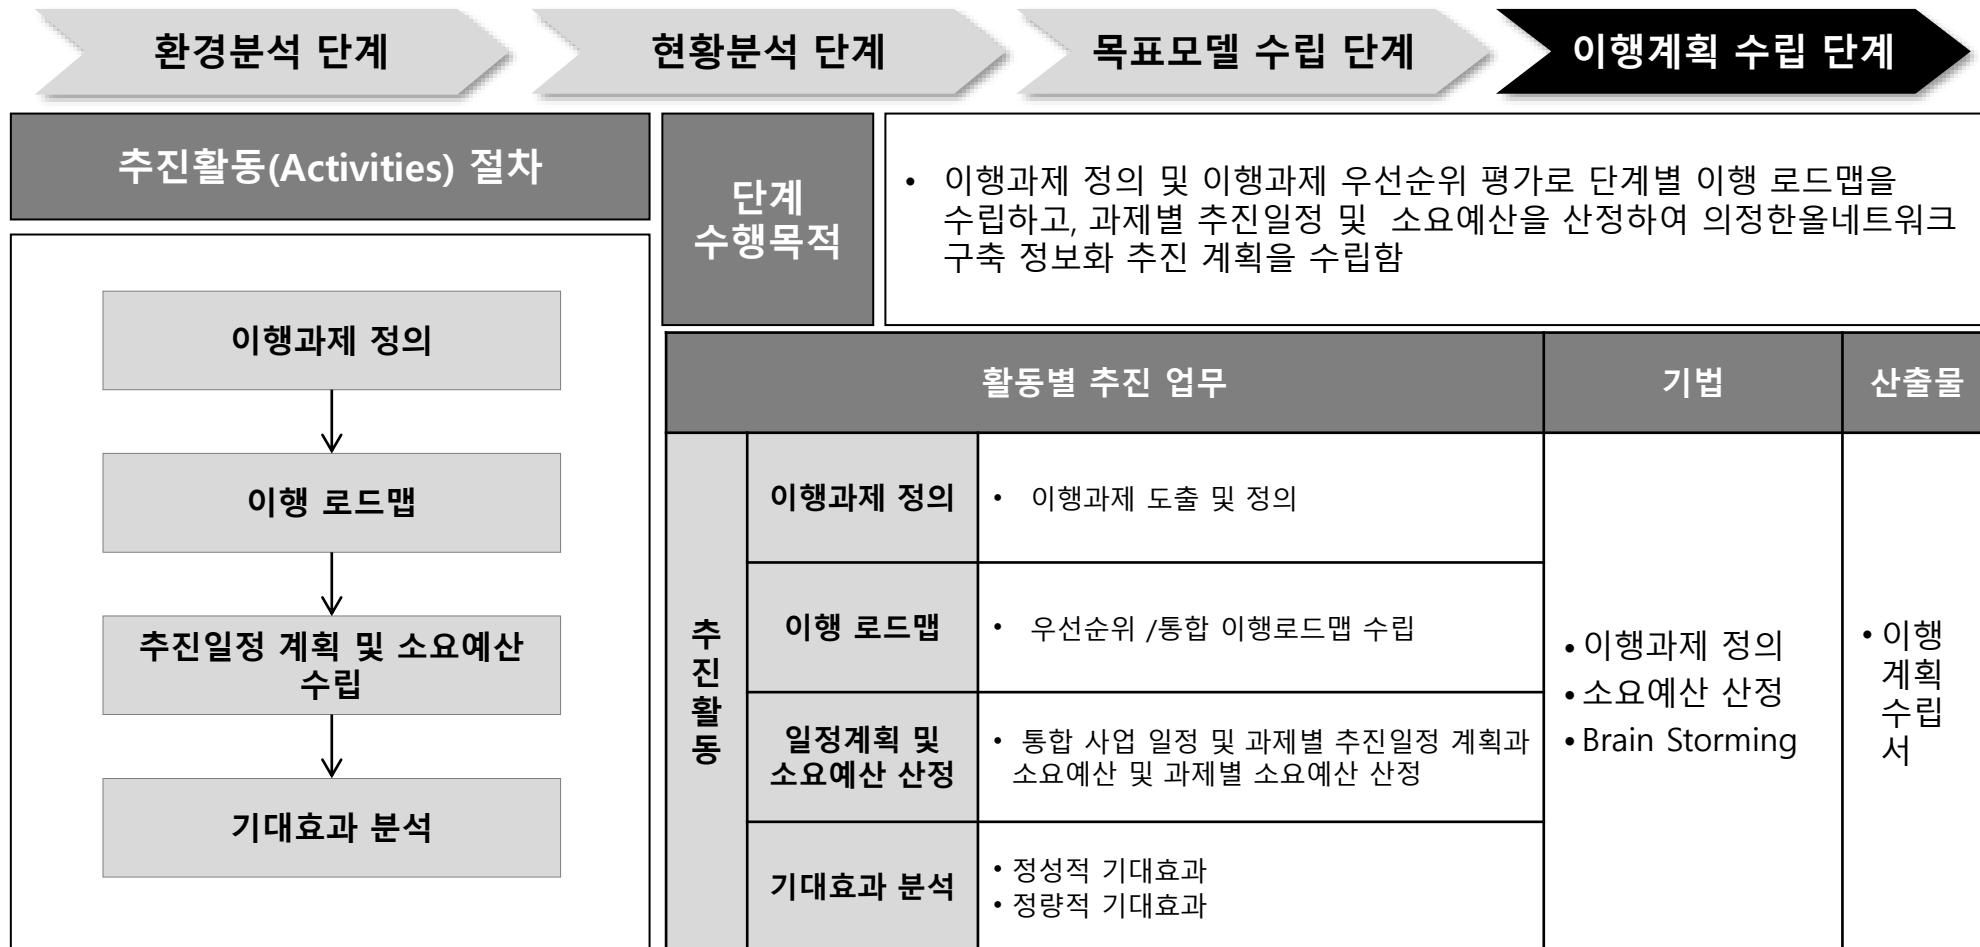 환경분석 단계
현황분석 단계
목표모델 수립 단계
이행계획 수립 단계
추진활동(Activities) 절차
이행과제 정의
이행 로드맵
추진일정 계획 및 소요예산
수립
기대효과 분석
단계
수행목적
• 이행과제 정의 및 이행과제 우선순위 평가로 단계별 이행 로드맵을
수립하고, 과제별 추진일정 및 소요예산을 산정하여 의정한올네트워크
구축 정보화 추진 계획을 수립함
활동별 추진 업무
기법
산출물
추
진
활
동
이행과제 정의
• 이행과제 도출 및 정의
이행 로드맵
• 우선순위 /통합 이행로드맵 수립
일정계획 및
소요예산 산정
• 통합 사업 일정 및 과제별 추진일정 계획과
소요예산 및 과제별 소요예산 산정
기대효과 분석
• 정성적 기대효과
• 정량적 기대효과
• 이행과제 정의
• 소요예산 산정
• Brain Storming
• 이행
계획
수립
서